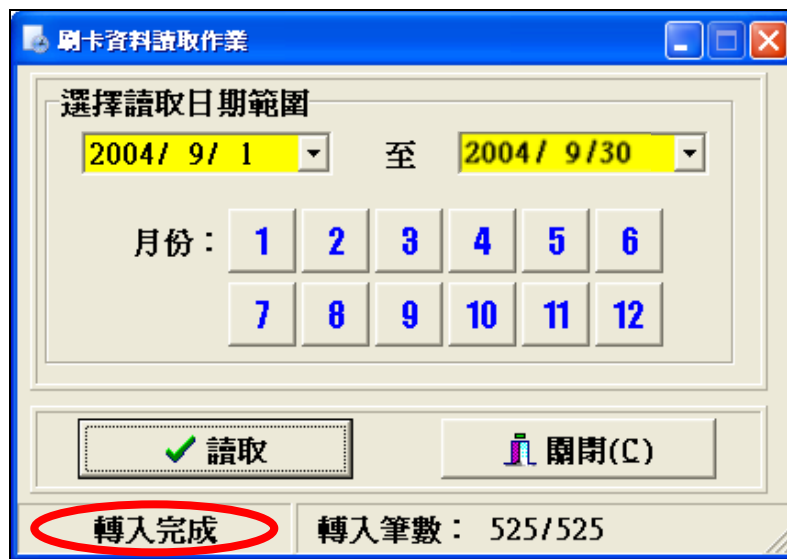 刷卡資料讀取作業
選擇讀取日期範圍
2004/ 9/ 1 至 2004/ 9/30
月份： 1 2 3 4 5 6
7 8 9 10 11 12
讀取 關閉(C)
轉入完成 轉入筆數： 525/525